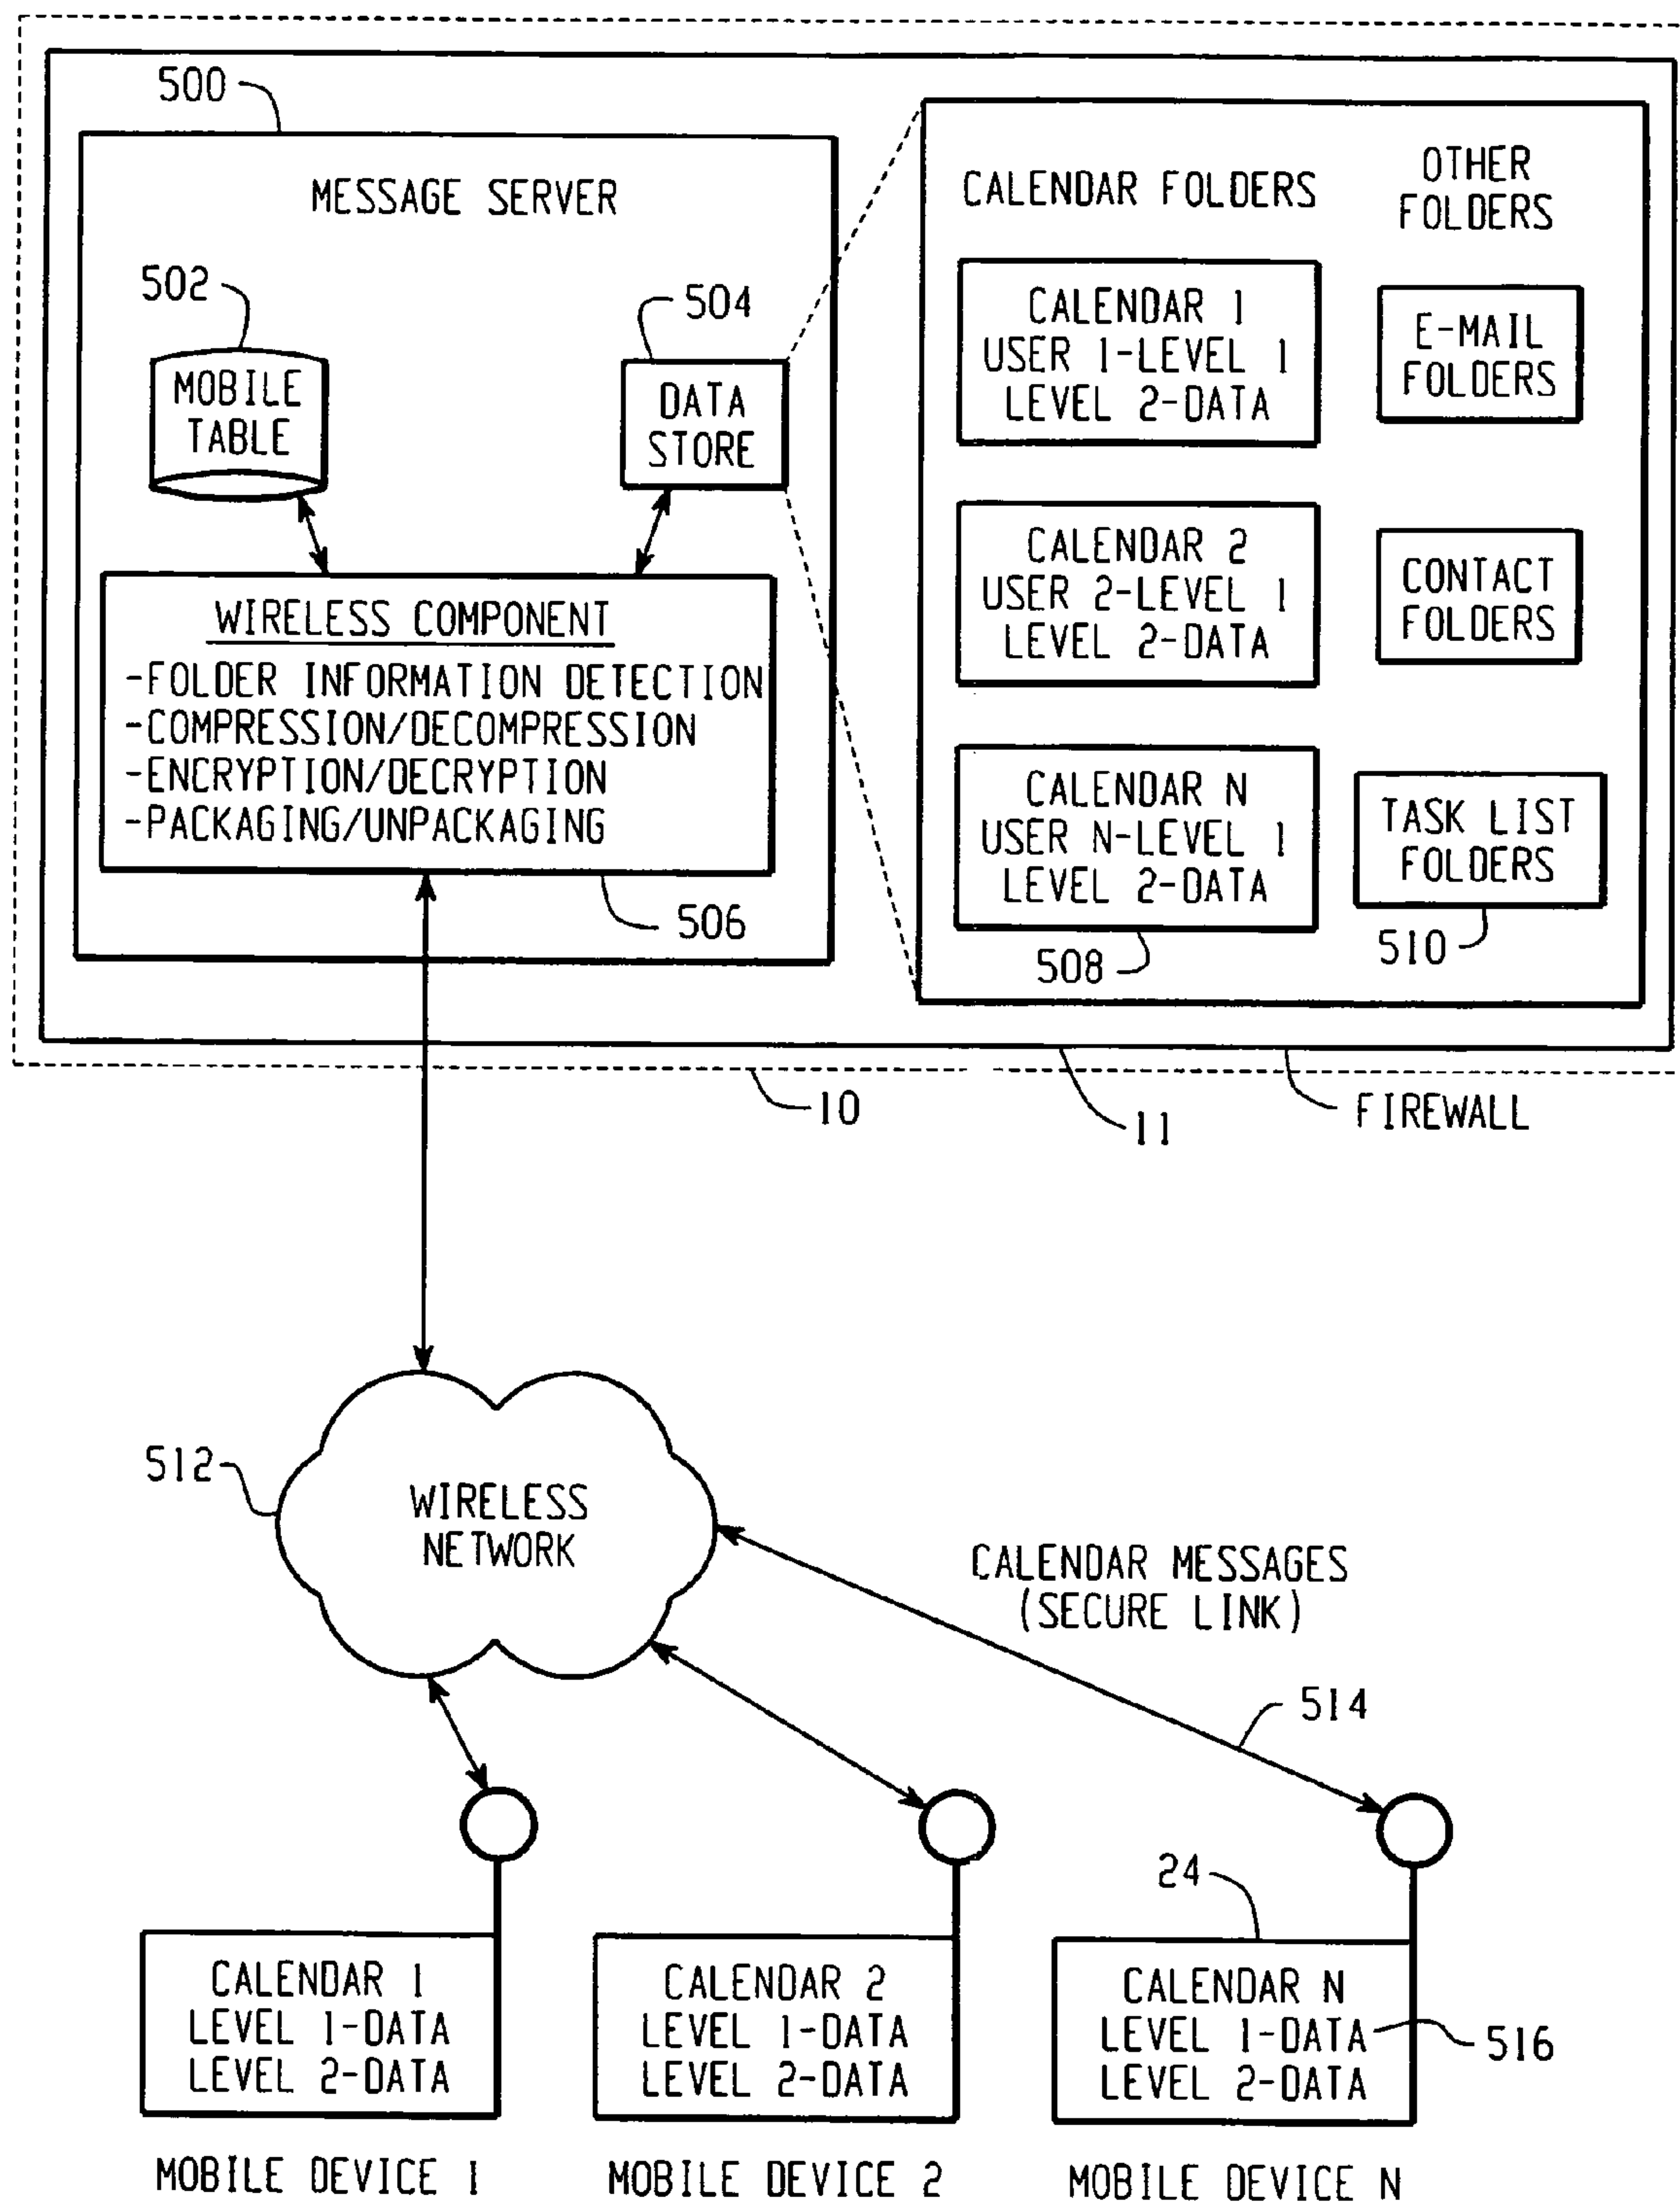 500
MESSAGE SERVER
502
MOBILE
TABLE
504
DATA
STORE
WIRELESS COMPONENT
-FOLDER INFORMATION DETECTION
-COMPRESSION/DECOMPRESSION
-ENCRYPTION/DECRYPTION
-PACKAGING/UNPACKAGING
506
CALENDAR FOLDERS
OTHER
FOLDERS
CALENDAR 1
USER 1-LEVEL 1
LEVEL 2-DATA
E-MAIL
FOLDERS
CALENDAR 2
USER 2-LEVEL 1
LEVEL 2-DATA
CONTACT
FOLDERS
CALENDAR N
USER N-LEVEL 1
LEVEL 2-DATA
TASK LIST
FOLDERS
508
510
10
11
FIREWALL
512
WIRELESS
NETWORK
CALENDAR MESSAGES
(SECURE LINK)
514
24
CALENDAR 1
LEVEL 1-DATA
LEVEL 2-DATA
CALENDAR 2
LEVEL 1-DATA
LEVEL 2-DATA
CALENDAR N
LEVEL 1-DATA
LEVEL 2-DATA
516
MOBILE DEVICE 1
MOBILE DEVICE 2
MOBILE DEVICE N